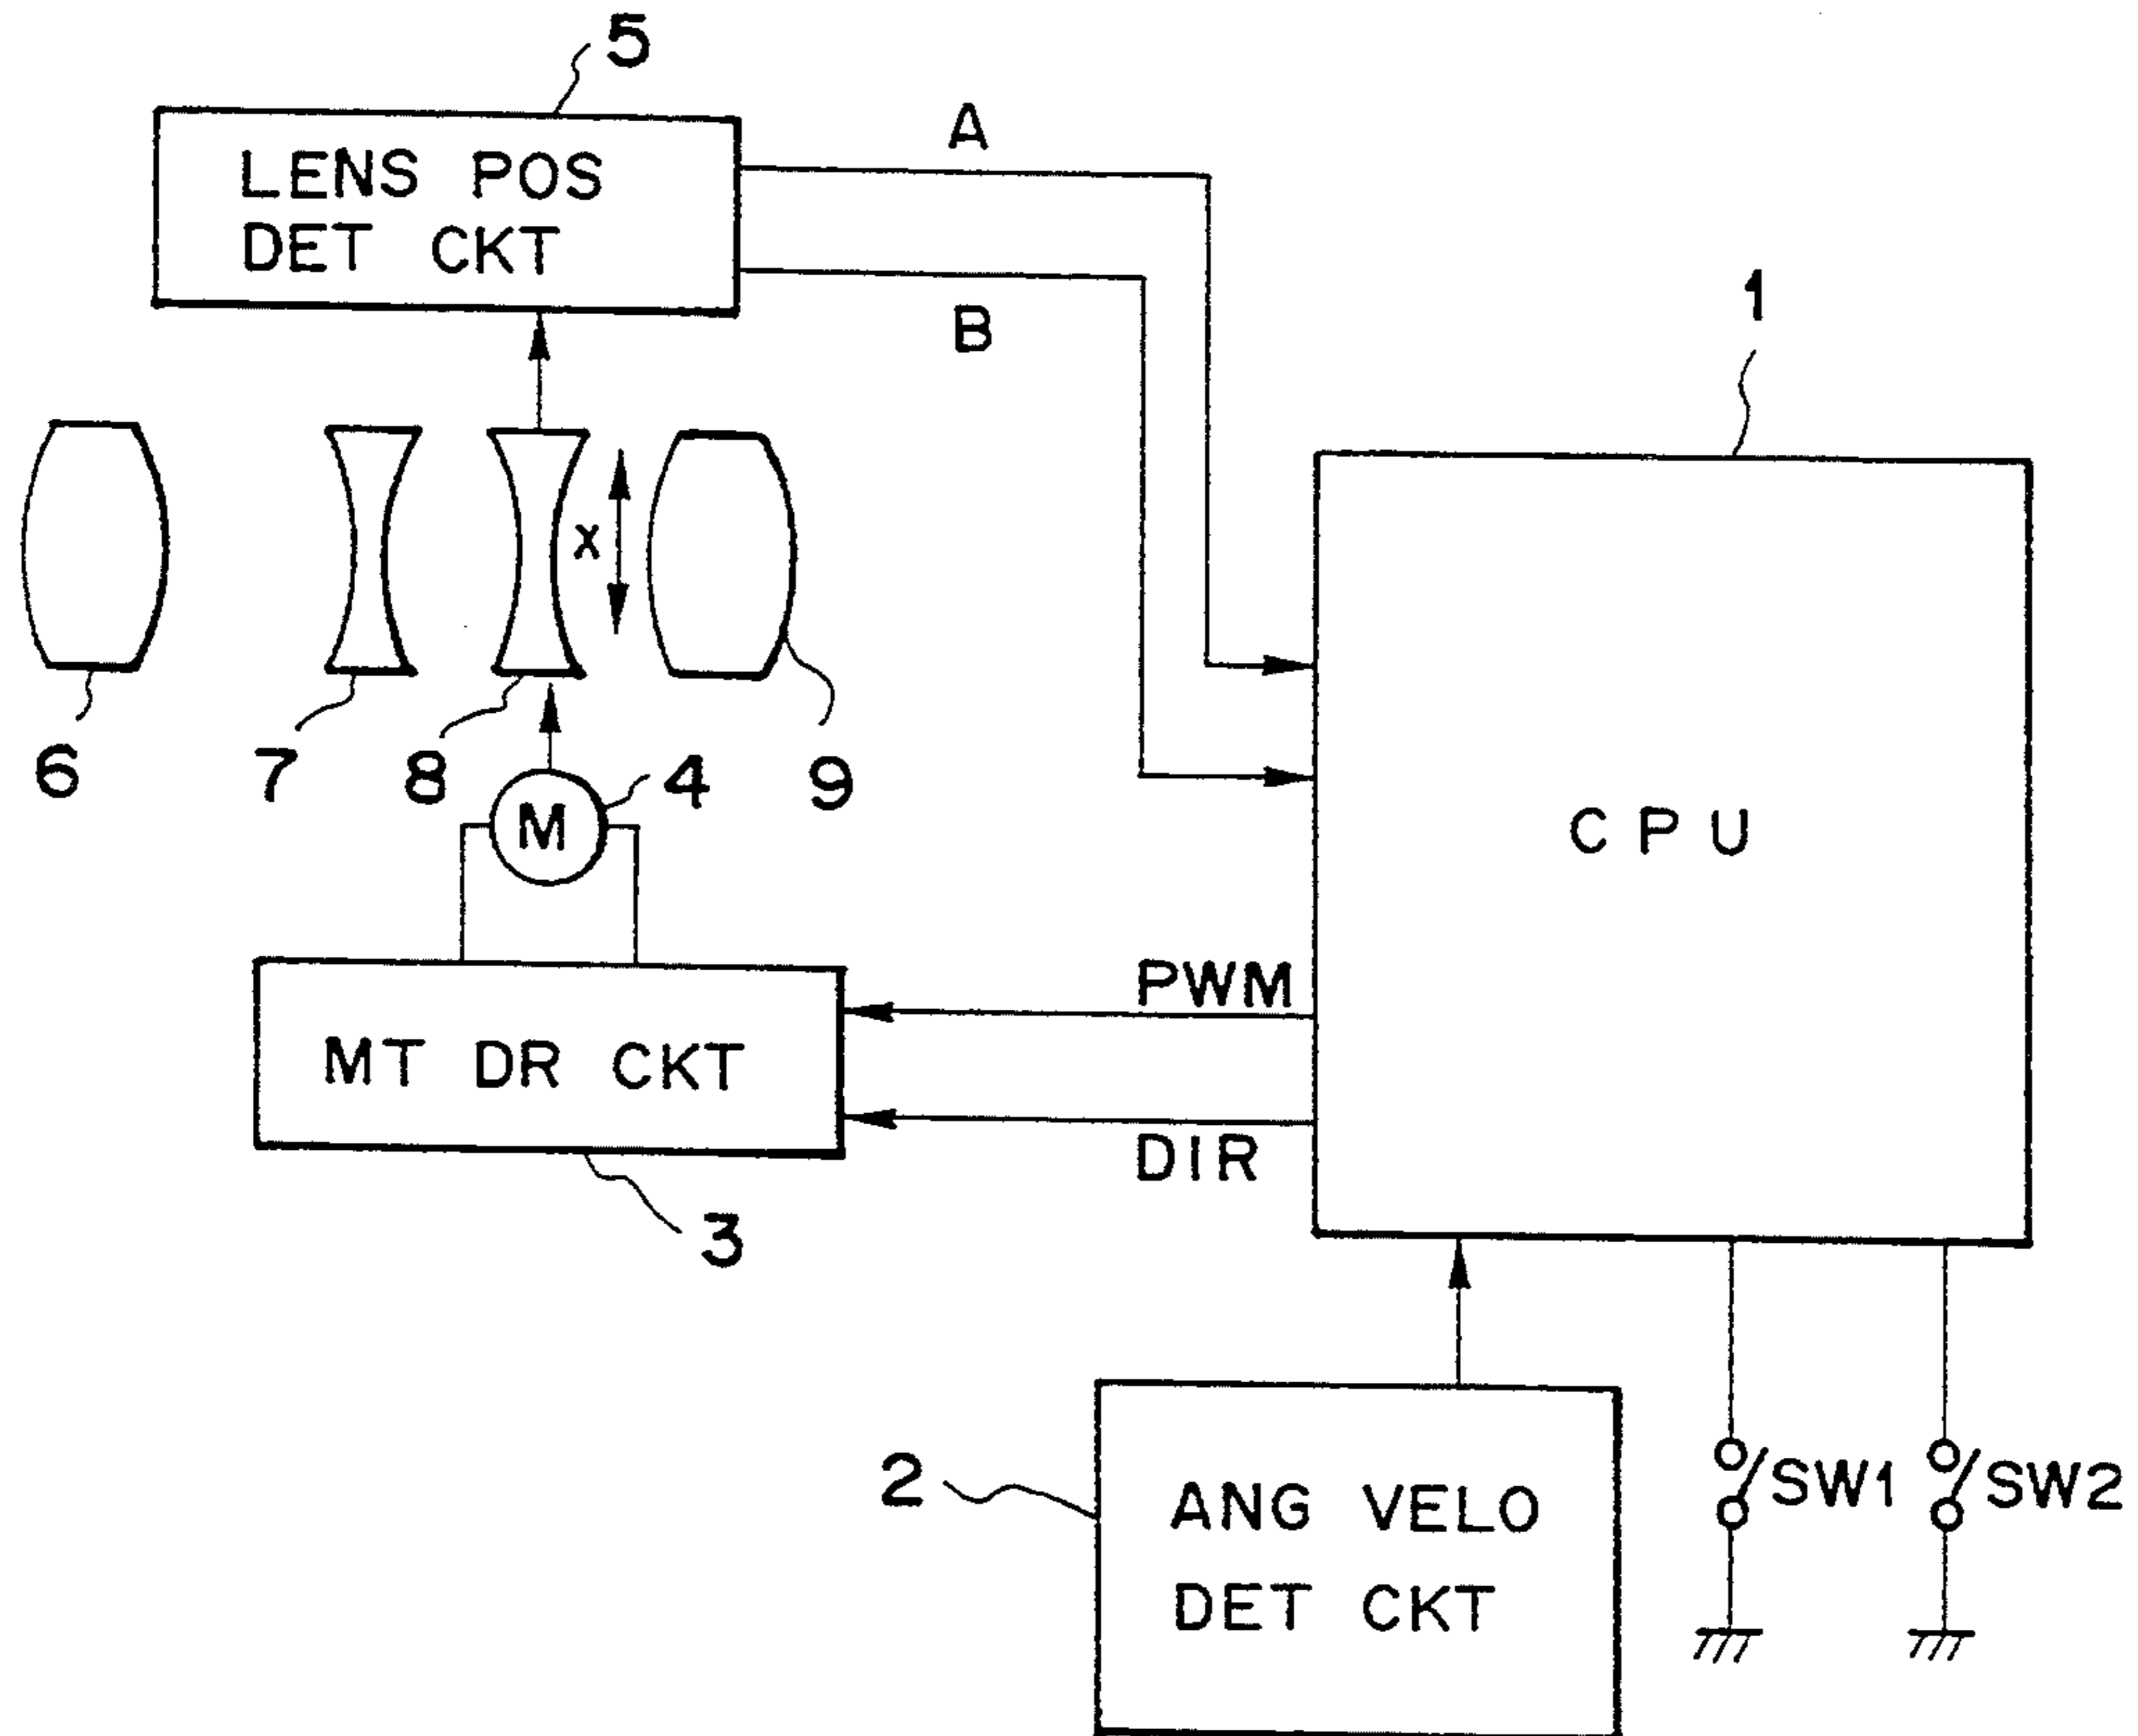 5
LENS POS
DET CKT
A
B
1
X
6
7
8
4
9
M
CPU
PWM
MT DR CKT
DIR
3
2
ANG VELO
DET CKT
SW1
SW2